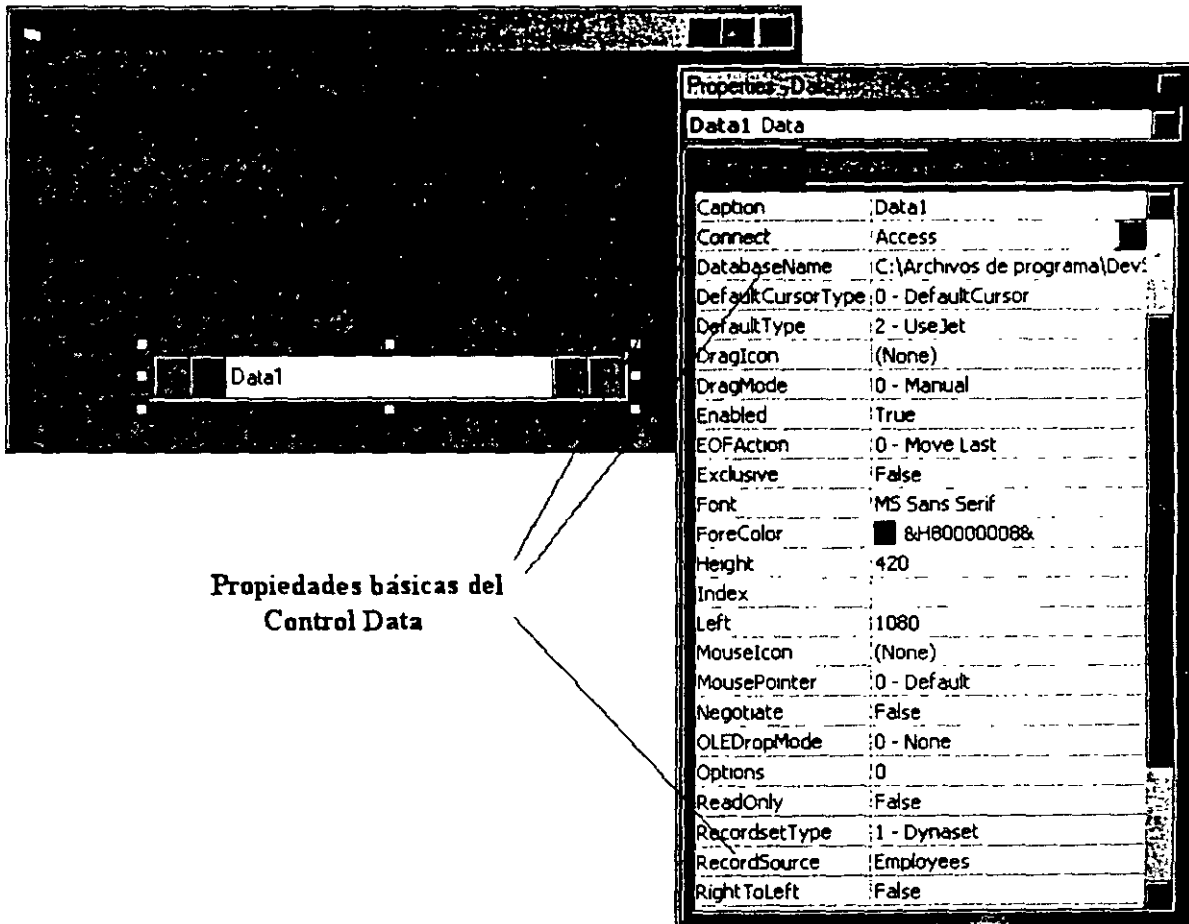 Properties - Data1
Data1 Data
Caption Data1
Connect Access
DatabaseName C:\Archivos de programa\DevS
DefaultCursorType 0 - DefaultCursor
DefaultType 2 - UseJet
DragIcon (None)
DragMode 0 - Manual
Enabled True
EOFAction 0 - Move Last
Exclusive False
Font MS Sans Serif
ForeColor &H80000008&
Height 420
Index
Left 1080
MouseIcon (None)
MousePointer 0 - Default
Negotiate False
OLEDropMode 0 - None
Options 0
ReadOnly False
RecordsetType 1 - Dynaset
RecordSource Employees
RightToLeft False
Data1
Propiedades básicas del
Control Data